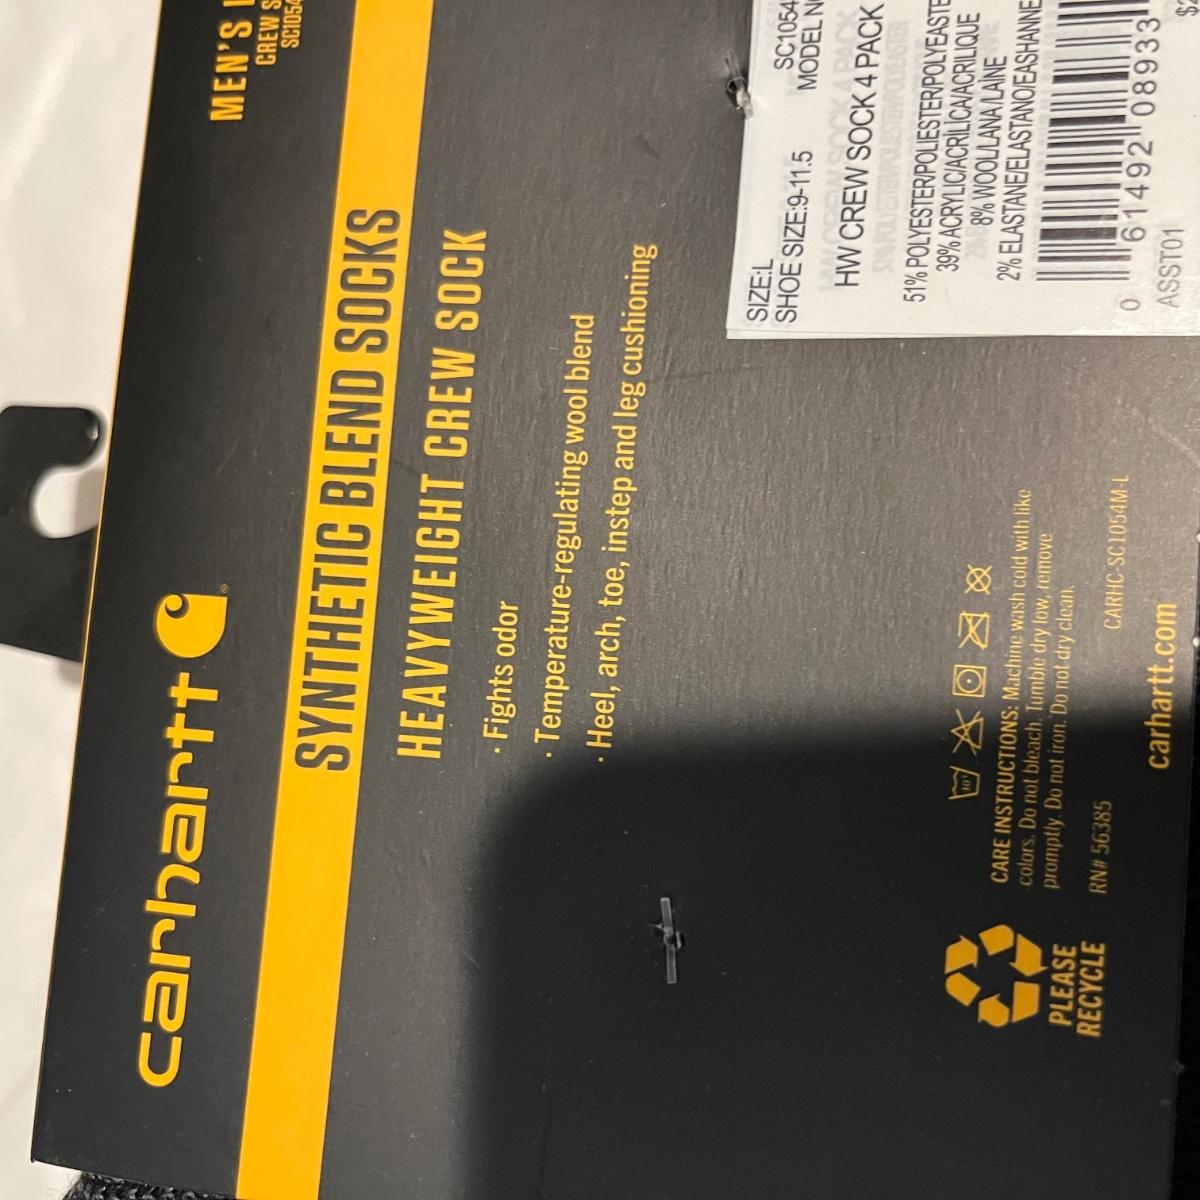 carhartt
MEN'S
CREW
SC1054
SYNTHETIC BLEND SOCKS
HEAVYWEIGHT CREW SOCK
· Fights odor
· Temperature-regulating wool blend
· Heel, arch, toe, instep and leg cushioning
SIZE:L SC1054
SHOE SIZE:9-11.5 MODEL
HW CREW SOCK 4 PACK
51% POLYESTER/POLIESTER/POLYEASTE
39% ACRYLIC/ACRÍLICA/ACRILIQUE
8% WOOL/LANA/LAINE
2% ELASTANE/ELASTANO/EASHANNE
0 61492 08933
ASST01
CARE INSTRUCTIONS: Machine wash cold with like
colors. Do not bleach. Tumble dry low, remove
promptly. Do not iron. Do not dry clean.
RN# 56385 CARHC-SC1054M-L
carhartt.com
PLEASE
RECYCLE